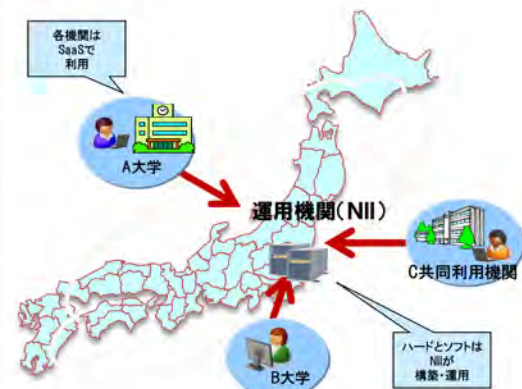 各機関は
SaaSで
利用
A大学
運用機関(NII)
C共同利用機関
B大学
ハードとソフトは
NIIが
構築・運用